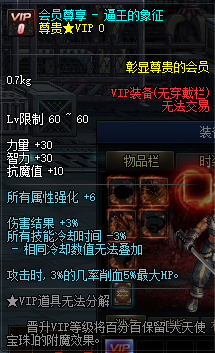 VIP
0
会员尊享 - 逼王的象征
尊贵★VIP 0
彰显尊贵的会员
0.7kg
VIP装备(无穿戴栏)
无法交易
Lv限制 60 ~ 60
装
力量 +30
物品栏
时
智力 +30
抗魔值 +10
所有属性强化 +6
伤害结果 +3%
所有技能冷却时间 -3%
- 相同冷却数值无法叠加
攻击时, 3%的几率削血5%最大HP。
★VIP道具无法分解
晋升VIP等级将百分百保留[大天使
宝珠]的附魔效果。